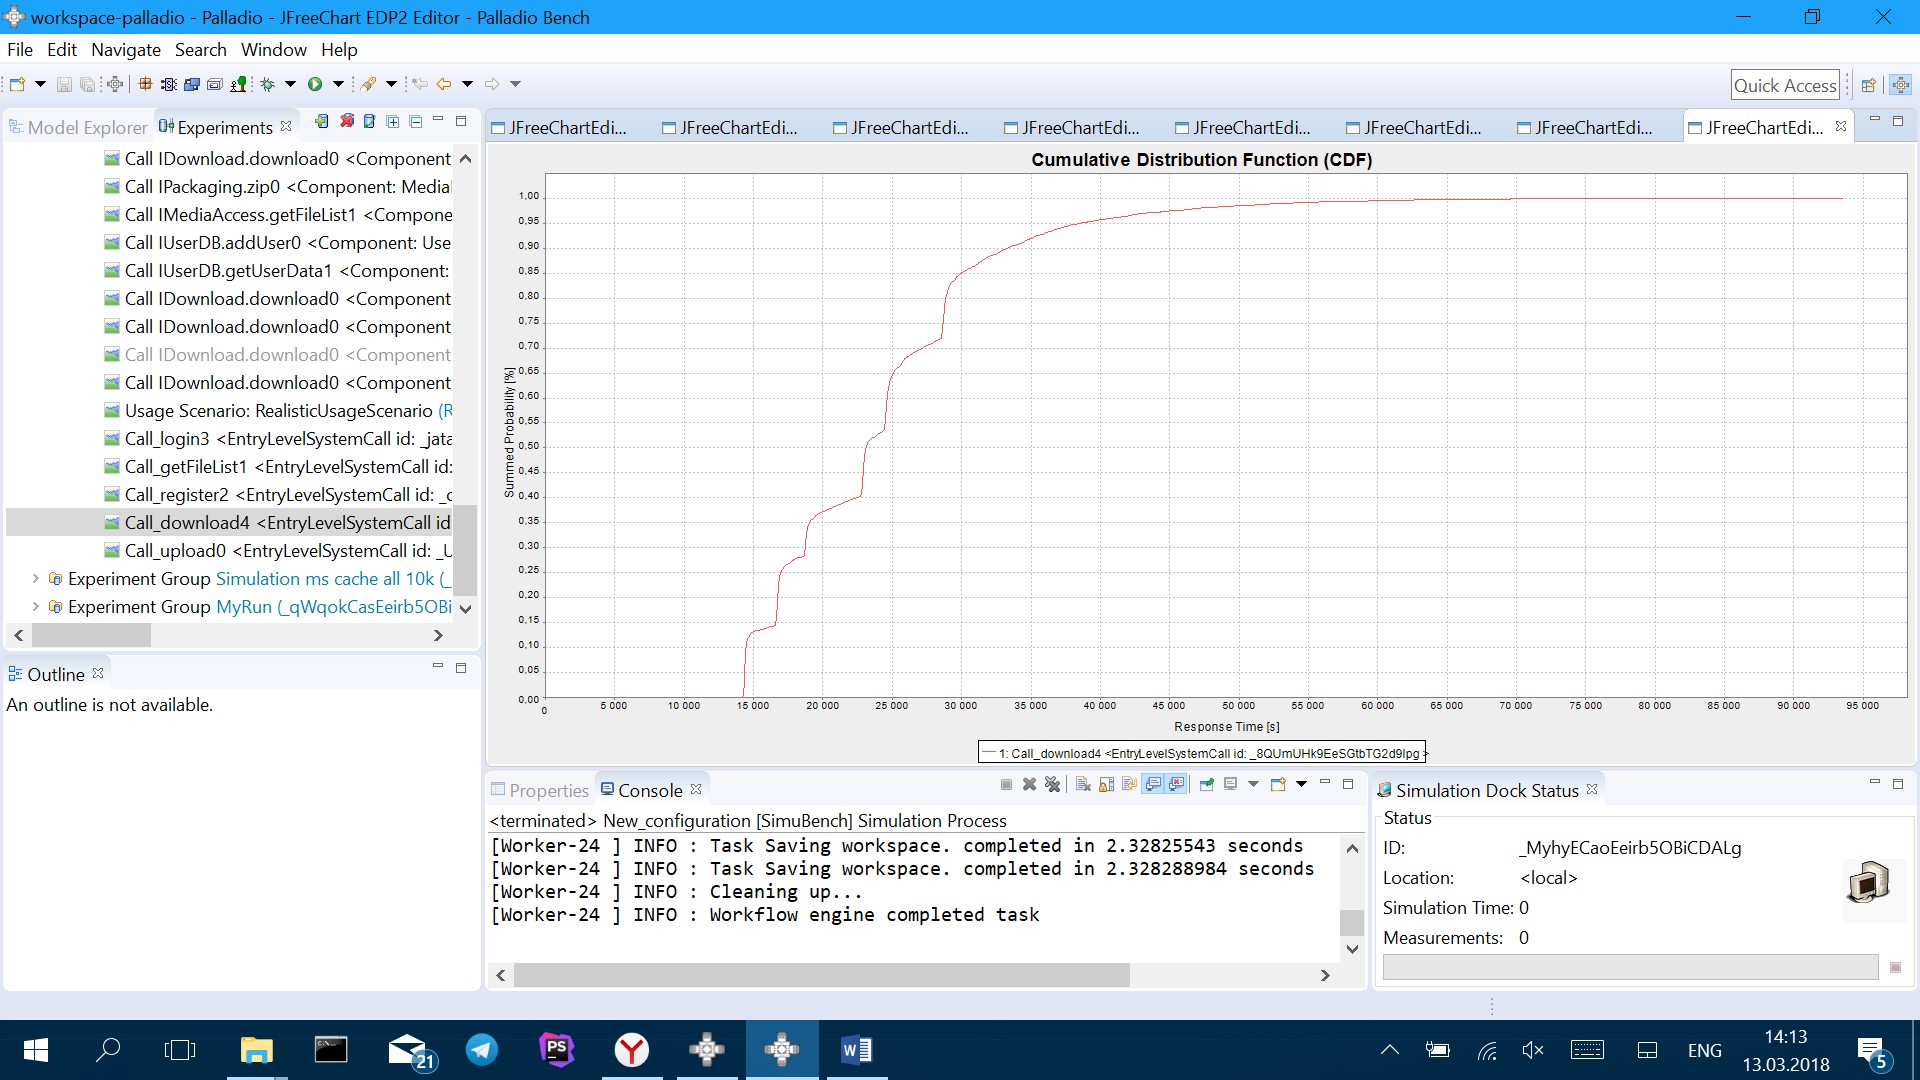 workspace-palladio - Palladio - JFreeChart EDP2 Editor - Palladio Bench
File Edit Navigate Search Window Help
Quick Access
Model Explorer Experiments
Call IDownload.download0 <Component
Call IPackaging.zip0 <Component: Media
Call IMediaAccess.getFileList1 <Compone
Call IUserDB.addUser0 <Component: Use
Call IUserDB.getUserData1 <Component:
Call IDownload.download0 <Component
Call IDownload.download0 <Component
Call IDownload.download0 <Component
Call IDownload.download0 <Component
Usage Scenario: RealisticUsageScenario (R
Call_login3 <EntryLevelSystemCall id: _jata
Call_getFileList1 <EntryLevelSystemCall id:
Call_register2 <EntryLevelSystemCall id: _c
Call_download4 <EntryLevelSystemCall id
Call_upload0 <EntryLevelSystemCall id: _U
Experiment Group Simulation ms cache all 10k (_
Experiment Group MyRun (_qWqokCasEeirb5OBi
Outline
An outline is not available.
JFreeChartEdi... JFreeChartEdi... JFreeChartEdi... JFreeChartEdi... JFreeChartEdi... JFreeChartEdi... JFreeChartEdi... JFreeChartEdi...
Cumulative Distribution Function (CDF)
Summed Probability [%]
1,00
0,95
0,90
0,85
0,80
0,75
0,70
0,65
0,60
0,55
0,50
0,45
0,40
0,35
0,30
0,25
0,20
0,15
0,10
0,05
0,00
0 5 000 10 000 15 000 20 000 25 000 30 000 35 000 40 000 45 000 50 000 55 000 60 000 65 000 70 000 75 000 80 000 85 000 90 000 95 000
Response Time [s]
1: Call_download4 <EntryLevelSystemCall id: _8QUmUHk9EeSGtbTG2d9lpg >
Properties Console
<terminated> New_configuration [SimuBench] Simulation Process
[Worker-24 ] INFO : Task Saving workspace. completed in 2.32825543 seconds
[Worker-24 ] INFO : Task Saving workspace. completed in 2.328288984 seconds
[Worker-24 ] INFO : Cleaning up...
[Worker-24 ] INFO : Workflow engine completed task
Simulation Dock Status
Status
ID: _MyhyECaoEeirb5OBiCDALg
Location: <local>
Simulation Time: 0
Measurements: 0
21
PS
ENG
14:13
13.03.2018
5